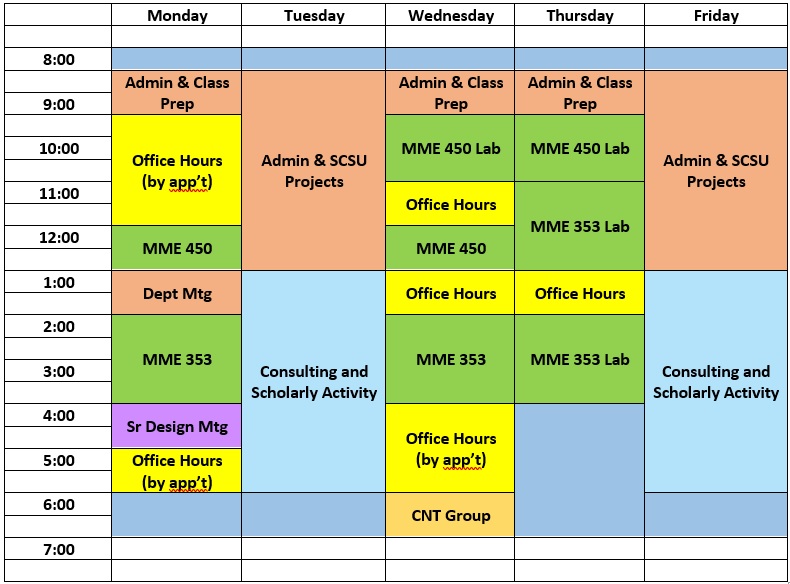 Monday Tuesday Wednesday Thursday Friday
8:00
Admin & Class Prep
Admin & SCSU Projects
Admin & Class Prep
Admin & Class Prep
Admin & SCSU Projects
9:00
Office Hours (by app't)
MME 450 Lab
MME 450 Lab
10:00
11:00
Office Hours
MME 353 Lab
12:00
MME 450
MME 450
1:00
Dept Mtg
Consulting and Scholarly Activity
Office Hours
Office Hours
Consulting and Scholarly Activity
2:00
MME 353
MME 353
MME 353 Lab
3:00
4:00
Sr Design Mtg
Office Hours (by app't)
5:00
Office Hours (by app't)
6:00
CNT Group
7:00